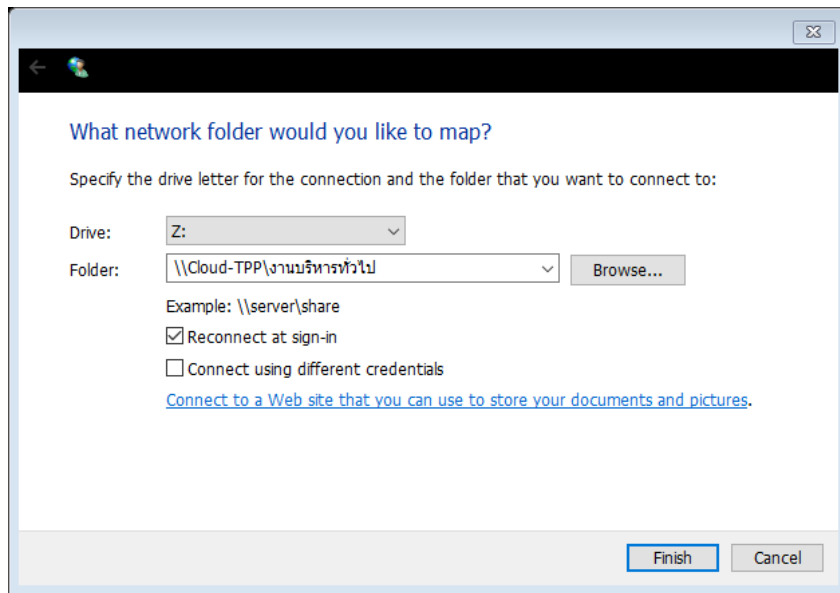 What network folder would you like to map?
Specify the drive letter for the connection and the folder that you want to connect to:
Drive: Z:
Folder: \\Cloud-TPP\งานบริหารทั่วไป Browse...
Example: \\server\share
Reconnect at sign-in
Connect using different credentials
Connect to a Web site that you can use to store your documents and pictures.
Finish Cancel